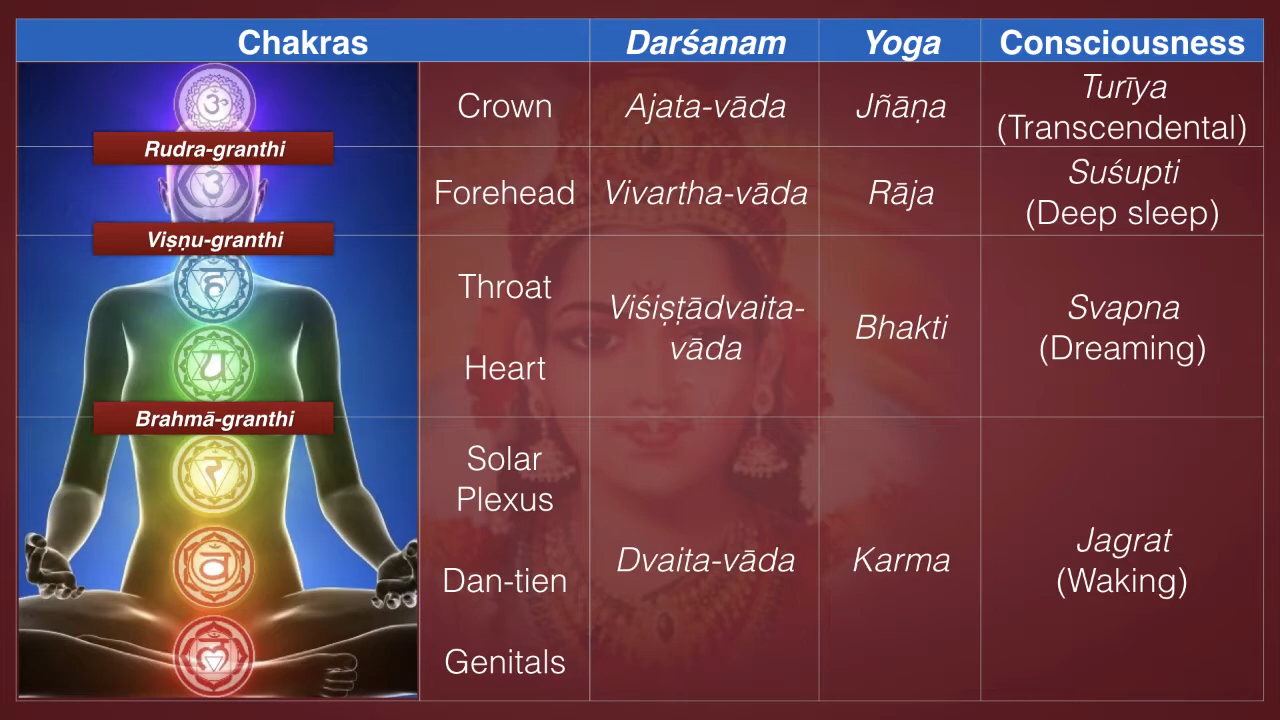 Chakras Darśanam Yoga Consciousness
ॐ
Crown Ajata-vāda Jñāṇa Turīya
(Transcendental)
Rudra-granthi
Forehead Vivartha-vāda Rāja Suśupti
(Deep sleep)
Viṣṇu-granthi
हं
Throat
Viśiṣṭādvaita-
vāda
Bhakti
Svapna
(Dreaming)
यं
Heart
Brahmā-granthi
रं
Solar
Plexus
वं
Dan-tien
Dvaita-vāda
Karma
Jagrat
(Waking)
Genitals